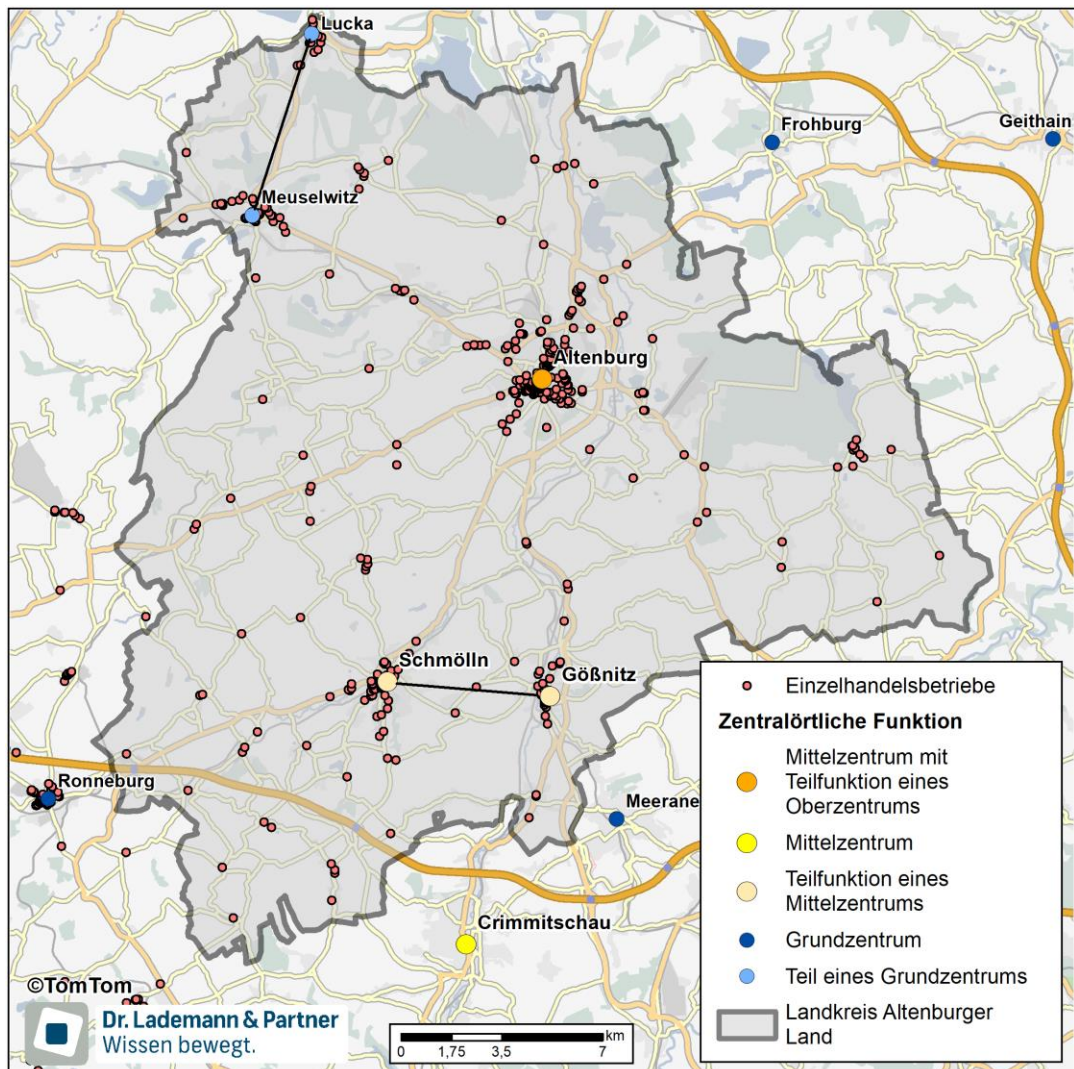 Lucka
Frohburg
Geithain
Meuselwitz
Altenburg
Schmölln
Gößnitz
Ronneburg
Meerane
Crimmitschau
Einzelhandelsbetriebe
Zentralörtliche Funktion
Mittelzentrum mit
Teilfunktion eines
Oberzentrums
Mittelzentrum
Teilfunktion eines
Mittelzentrums
Grundzentrum
Teil eines Grundzentrums
Landkreis Altenburger
Land
©TomTom
Dr. Lademann & Partner
Wissen bewegt.
km
0 1,75 3,5 7